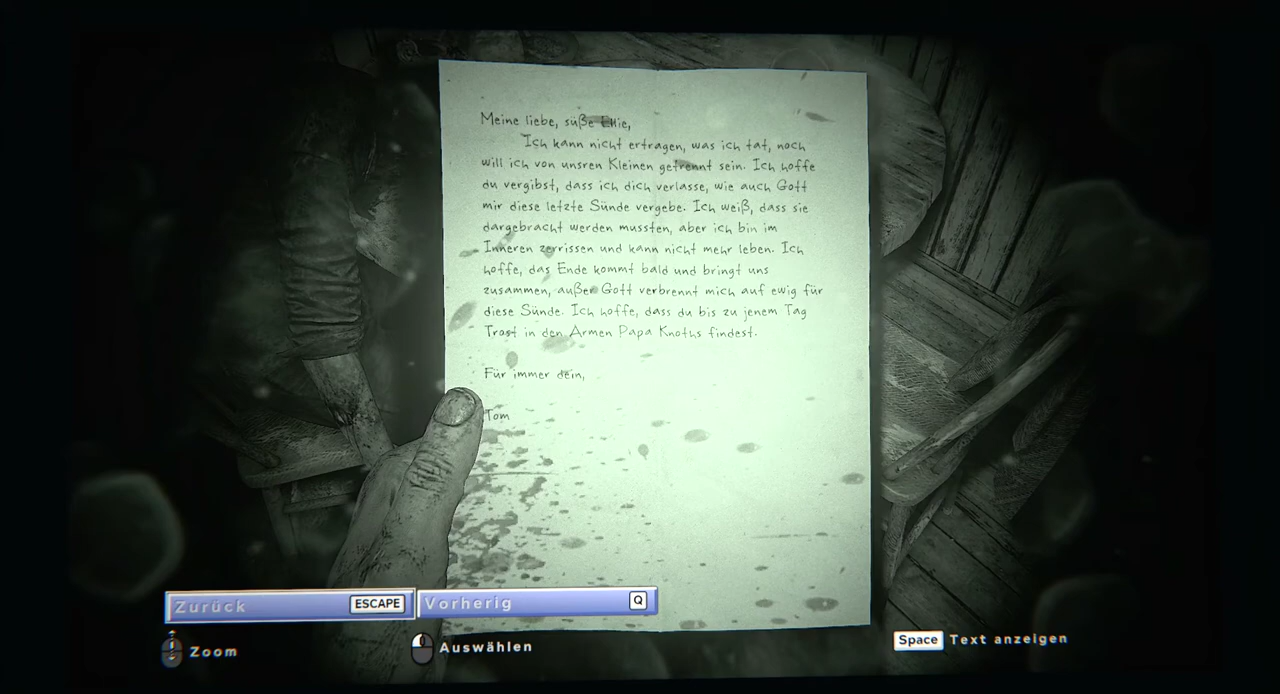 Meine liebe, süße Ellie,
Ich kann nicht ertragen, was ich tat, noch
will ich von unsren Kleinen getrennt sein. Ich hoffe
du vergibst, dass ich dich verlasse, wie auch Gott
mir diese letzte Sünde vergebe. Ich weiß, dass sie
dargebracht werden mussten, aber ich bin im
Inneren zerrissen und kann nicht mehr leben. Ich
hoffe, das Ende kommt bald und bringt uns
zusammen, außer Gott verbrennt mich auf ewig für
diese Sünde. Ich hoffe, dass du bis zu jenem Tag
Trost in den Armen Papa Knoths findest.
Für immer dein,
Tom
Zurück ESCAPE Vorherig Q
Zoom Auswählen Space Text anzeigen